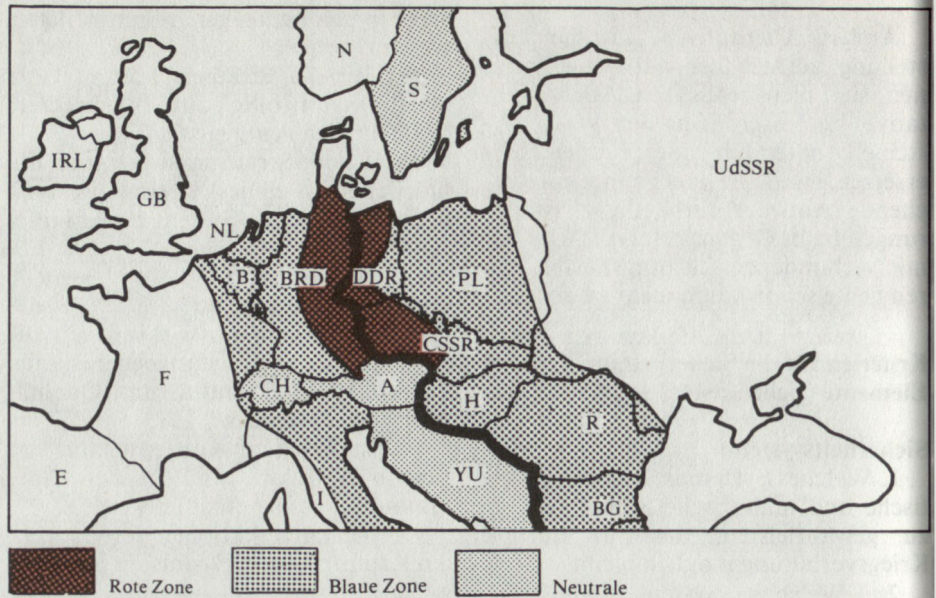 N
S
IRL
UdSSR
GB
NL
B
BRD
DDR
PL
CSSR
F
CH
A
H
R
E
I
YU
BG
Rote Zone
Blaue Zone
Neutrale